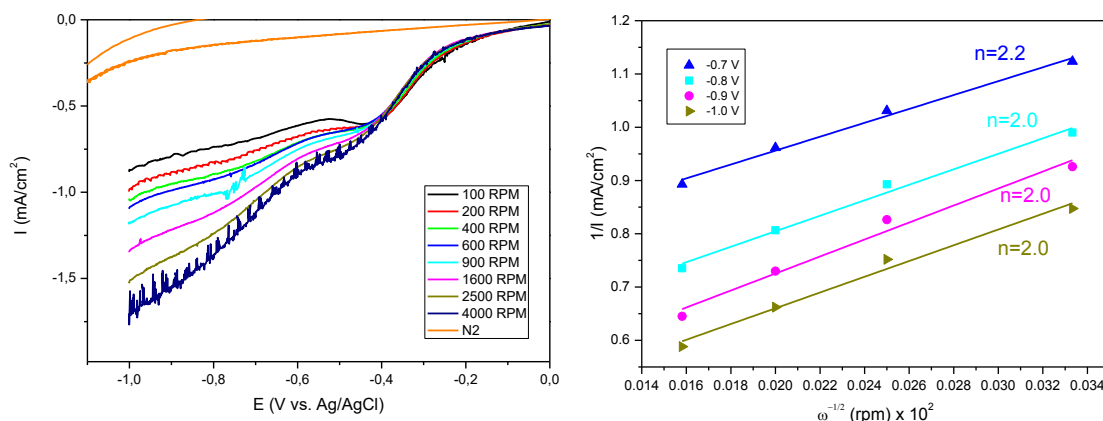 0,0
-0,5
-1,0
-1,5
I (mA/cm²)
-1,0
-0,8
-0,6
-0,4
-0,2
0,0
E (V vs. Ag/AgCl)
100 RPM
200 RPM
400 RPM
600 RPM
900 RPM
1600 RPM
2500 RPM
4000 RPM
N2
1.2
1.1
1.0
0.9
0.8
0.7
0.6
1/I (mA/cm²)
-0.7 V
-0.8 V
-0.9 V
-1.0 V
n=2.2
n=2.0
n=2.0
n=2.0
0.014
0.016
0.018
0.020
0.022
0.024
0.026
0.028
0.030
0.032
0.034
ω⁻¹/² (rpm) x 10²